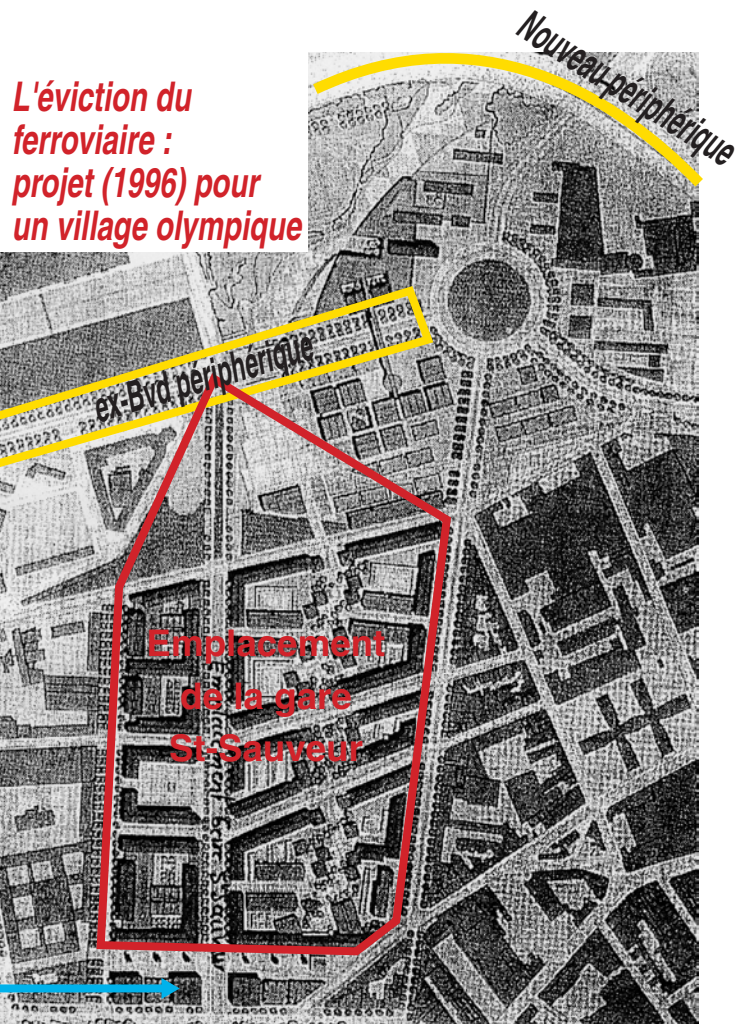 Nouveau périphérique
L'éviction du
ferroviaire :
projet (1996) pour
un village olympique
ex-Bvd périphérique
Emplacement
de la gare
St-Sauveur